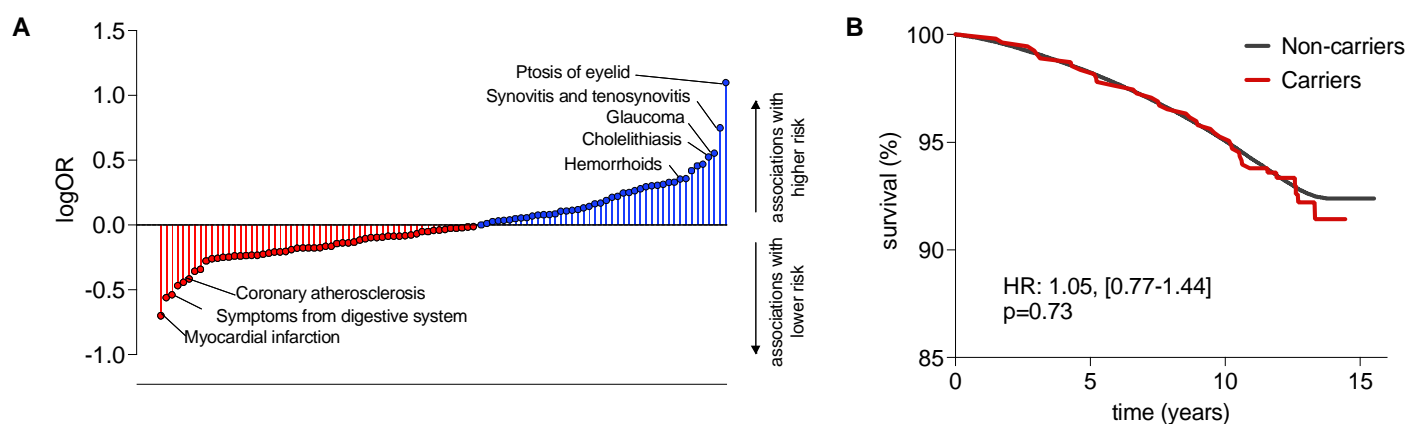 A
logOR
1.5
1.0
0.5
0.0
-0.5
-1.0
Ptosis of eyelid
Synovitis and tenosynovitis
Glaucoma
Cholelithiasis
Hemorrhoids
Coronary atherosclerosis
Symptoms from digestive system
Myocardial infarction
associations with
higher risk
associations with
lower risk
B
survival (%)
100
95
90
85
Non-carriers
Carriers
HR: 1.05, [0.77-1.44]
p=0.73
0
5
10
15
time (years)